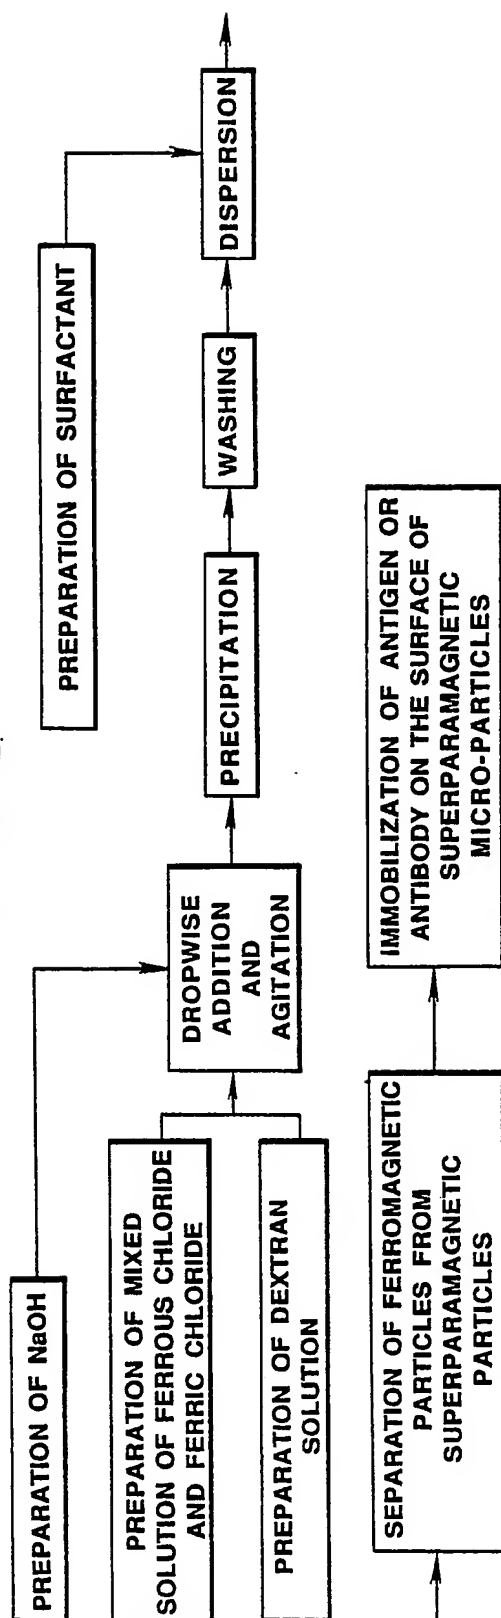 PREPARATION OF NaOH
PREPARATION OF MIXED
SOLUTION OF FERROUS CHLORIDE
AND FERRIC CHLORIDE
PREPARATION OF DEXTRAN
SOLUTION
DROPWISE
ADDITION
AND
AGITATION
PRECIPITATION
WASHING
PREPARATION OF SURFACTANT
DISPERSION
SEPARATION OF FERROMAGNETIC
PARTICLES FROM
SUPERPARAMAGNETIC
PARTICLES
IMMOBILIZATION OF ANTIGEN OR
ANTIBODY ON THE SURFACE OF
SUPERPARAMAGNETIC
MICRO-PARTICLES